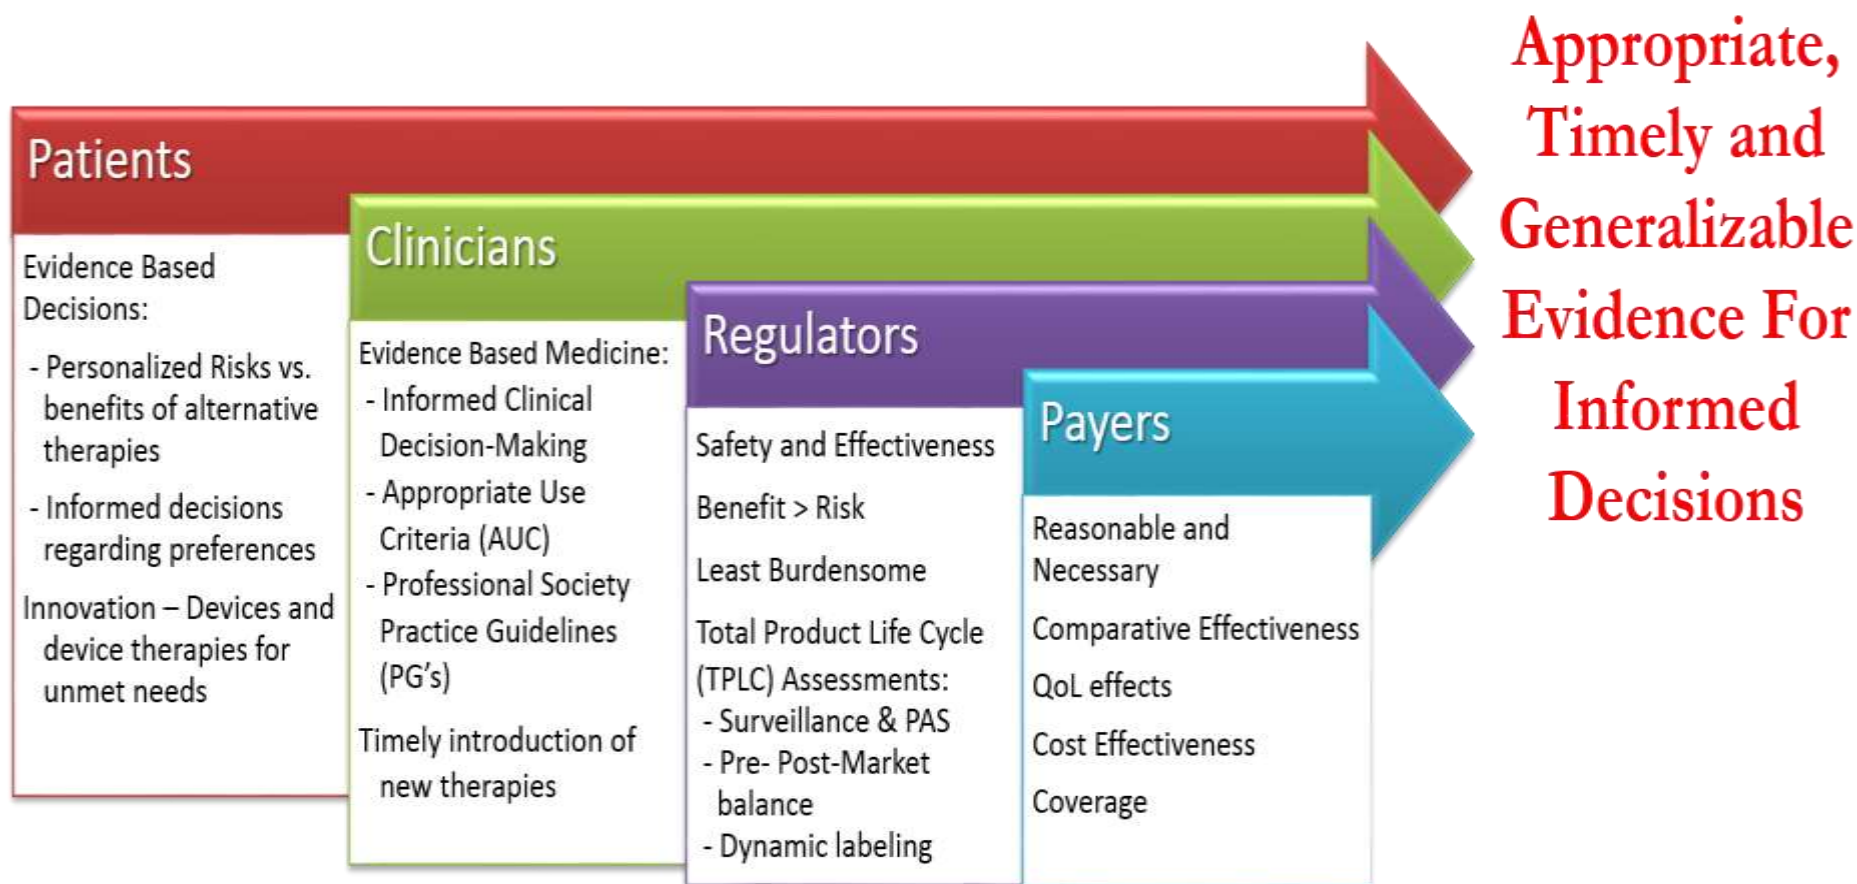 Patients
Evidence Based
Decisions:
- Personalized Risks vs.
benefits of alternative
therapies
- Informed decisions
regarding preferences
Innovation – Devices and
device therapies for
unmet needs
Clinicians
Evidence Based Medicine:
- Informed Clinical
Decision-Making
- Appropriate Use
Criteria (AUC)
- Professional Society
Practice Guidelines
(PG's)
Timely introduction of
new therapies
Regulators
Safety and Effectiveness
Benefit > Risk
Least Burdensome
Total Product Life Cycle
(TPLC) Assessments:
- Surveillance & PAS
- Pre- Post-Market
balance
- Dynamic labeling
Payers
Reasonable and
Necessary
Comparative Effectiveness
QoL effects
Cost Effectiveness
Coverage
Appropriate,
Timely and
Generalizable
Evidence For
Informed
Decisions